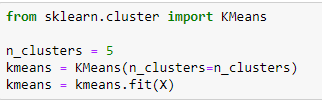 from sklearn.cluster import KMeans
n_clusters = 5
kmeans = KMeans(n_clusters=n_clusters)
kmeans = kmeans.fit(X)